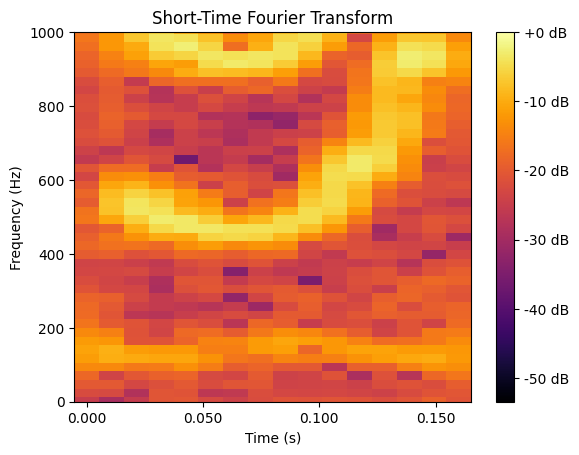 Short-Time Fourier Transform
1000
800
600
400
200
0
Frequency (Hz)
0.000
0.050
0.100
0.150
Time (s)
+0 dB
-10 dB
-20 dB
-30 dB
-40 dB
-50 dB